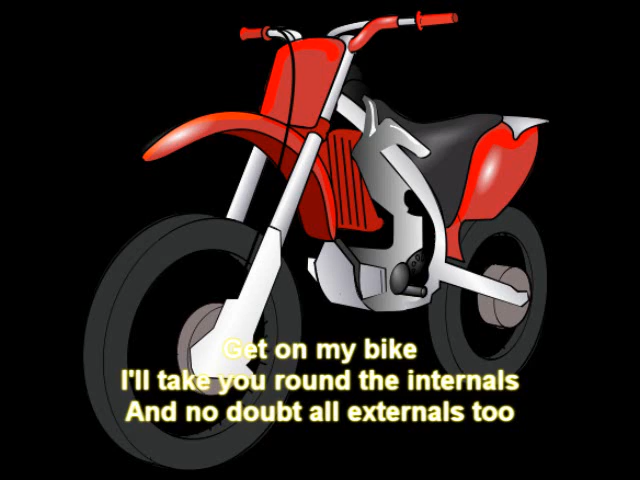 Get on my bike
I'll take you round the internals
And no doubt all externals too